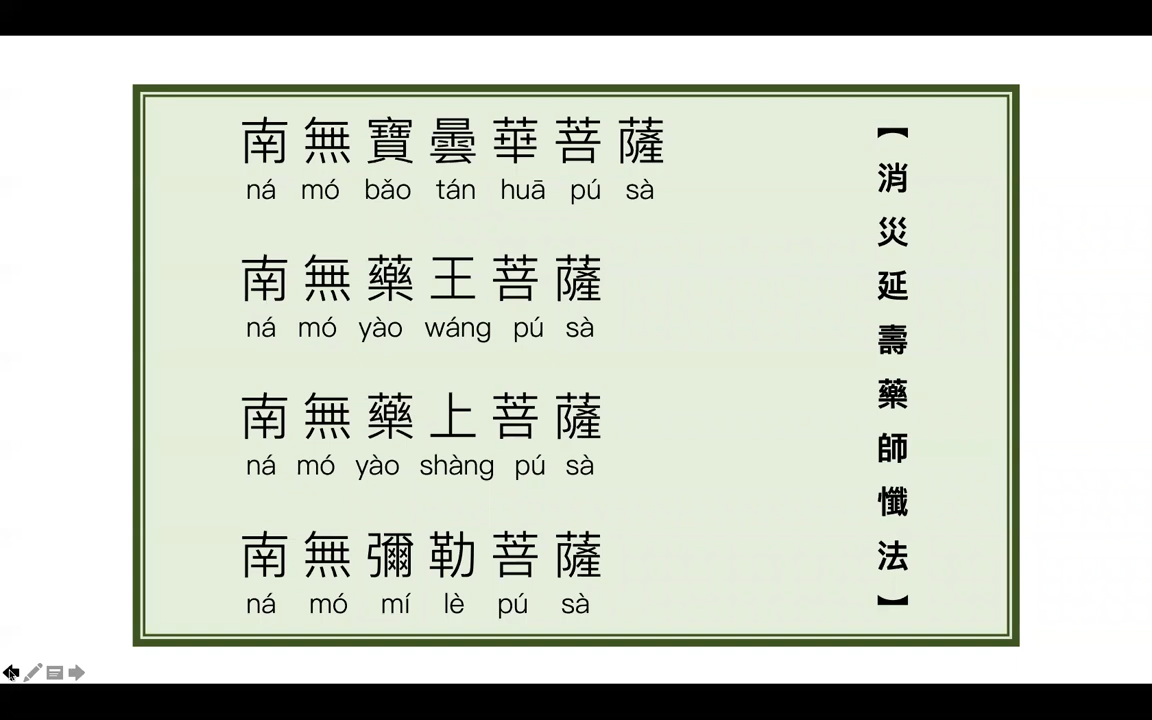 南無寶曇華菩薩
ná mó bǎo tán huā pú sà
南無藥王菩薩
ná mó yào wáng pú sà
南無藥上菩薩
ná mó yào shàng pú sà
南無彌勒菩薩
ná mó mí lè pú sà
【消災延壽藥師懺法】